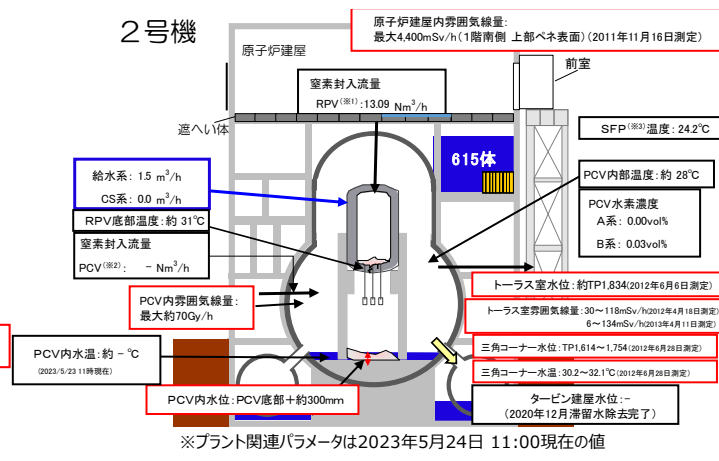 2号機
原子炉建屋内雰囲気線量:
最大4,400mSv/h(1階南側 上部ペネ表面)(2011年11月16日測定)
原子炉建屋
前室
窒素封入流量
RPV(※1):13.09 Nm3/h
遮へい体
SFP(※3)温度:24.2℃
615体
給水系: 1.5 m3/h
CS系: 0.0 m3/h
PCV内部温度:約 28℃
RPV底部温度:約 31℃
PCV水素濃度
A系: 0.00vol%
B系: 0.03vol%
窒素封入流量
PCV(※2): － Nm3/h
トーラス室水位:約TP1,834(2012年6月6日測定)
PCV内雰囲気線量:
最大約70Gy/h
トーラス室雰囲気線量:30～118mSv/h(2012年4月18日測定)
6～134mSv/h(2013年4月11日測定)
三角コーナー水位:TP1,614～1,754(2012年6月28日測定)
PCV内水温:約 － ℃
(2023/5/23 11時現在)
三角コーナー水温:30.2～32.1℃(2012年6月28日測定)
PCV内水位:PCV底部＋約300mm
タービン建屋水位:－
(2020年12月滞留水除去完了)
※プラント関連パラメータは2023年5月24日 11:00現在の値